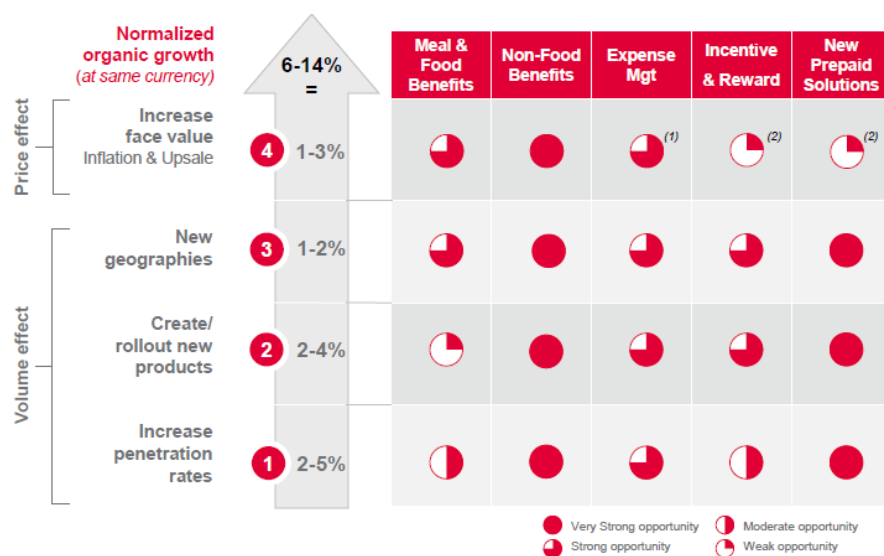 Normalized
organic growth
(at same currency)
6-14%
=
Meal &
Food
Benefits
Non-Food
Benefits
Expense
Mgt
Incentive
& Reward
New
Prepaid
Solutions
Price effect
Increase
face value
Inflation & Upsale
4
1-3%
(1)
(2)
(2)
Volume effect
New
geographies
3
1-2%
Create/
rollout new
products
2
2-4%
Increase
penetration
rates
1
2-5%
Very Strong opportunity
Moderate opportunity
Strong opportunity
Weak opportunity